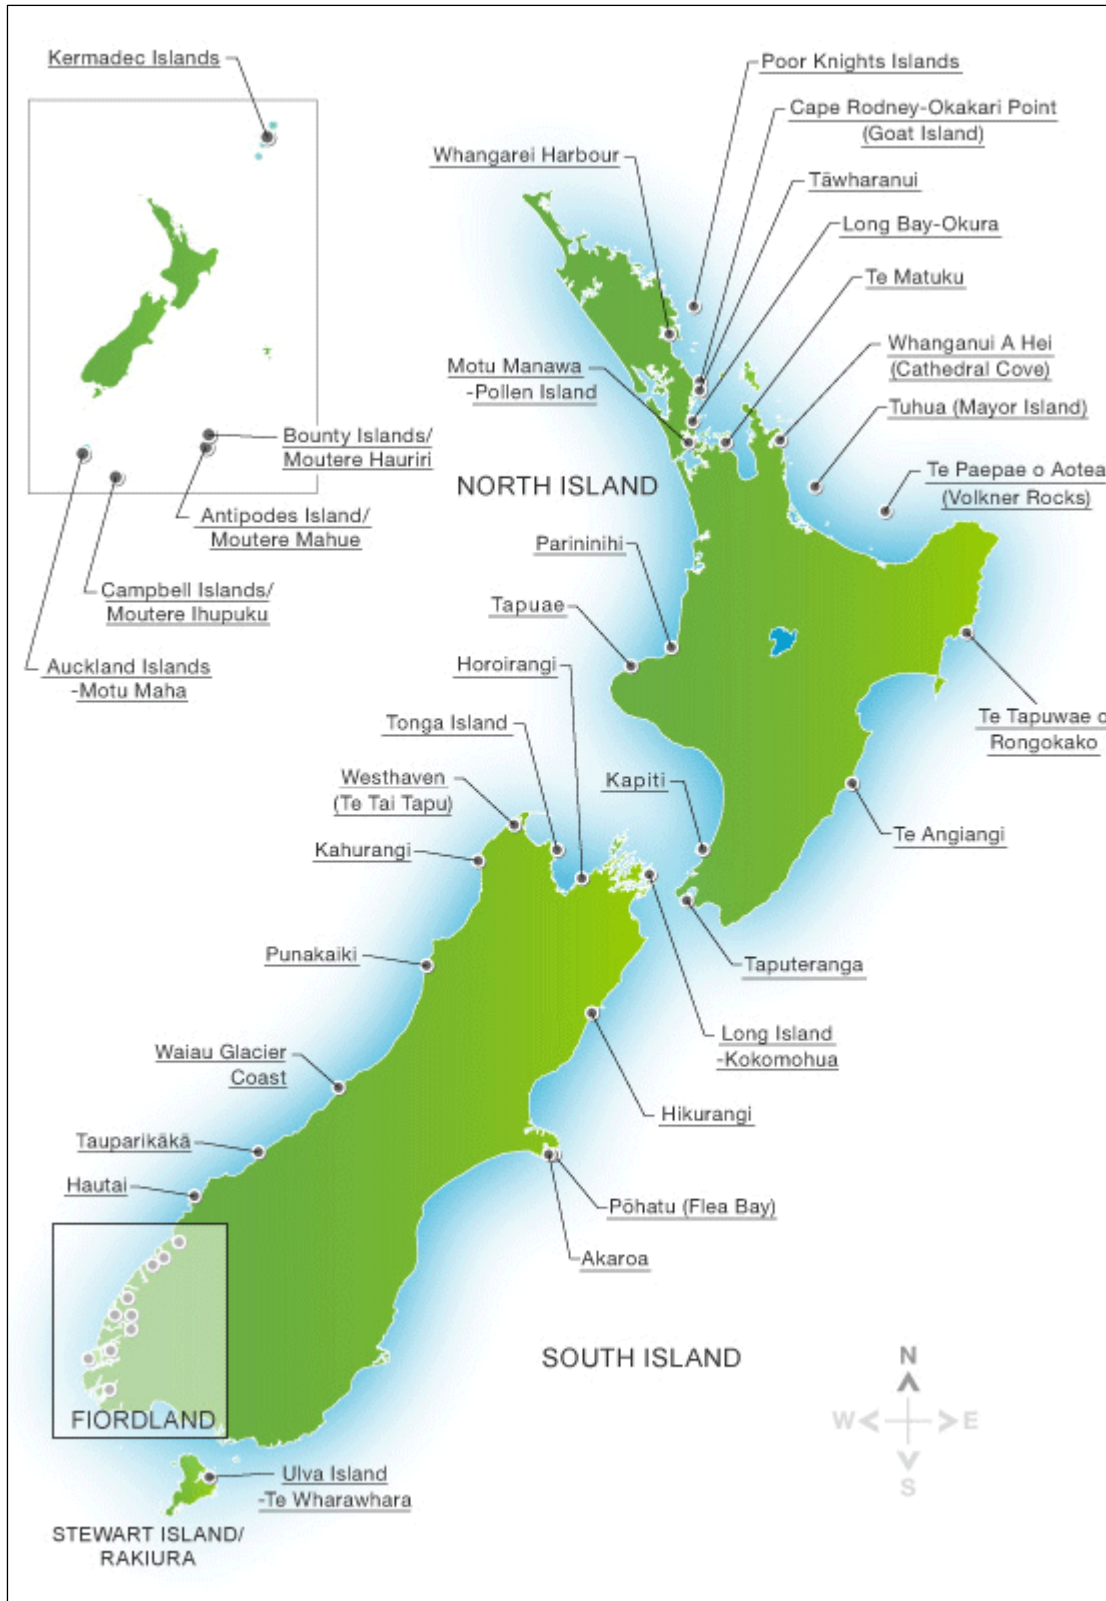 Kermadec Islands
Poor Knights Islands
Cape Rodney-Okakari Point
(Goat Island)
Whangarei Harbour
Tāwharanui
Long Bay-Okura
Te Matuku
Whanganui A Hei
(Cathedral Cove)
Motu Manawa
-Pollen Island
Tuhua (Mayor Island)
Bounty Islands/
Moutere Hauriri
Te Paepae o Aotea
(Volkner Rocks)
NORTH ISLAND
Antipodes Island/
Moutere Mahue
Parininihi
Campbell Islands/
Moutere Ihupuku
Tapuae
Auckland Islands
-Motu Maha
Horoirangi
Te Tapuwae o
Rongokako
Tonga Island
Westhaven
(Te Tai Tapu)
Kapiti
Te Angiangi
Kahurangi
Punakaiki
Taputeranga
Long Island
-Kokomohua
Waiau Glacier
Coast
Hikurangi
Tauparikākā
Hautai
Pōhatu (Flea Bay)
Akaroa
SOUTH ISLAND
N
W
E
S
FIORDLAND
Ulva Island
-Te Wharawhara
STEWART ISLAND/
RAKIURA